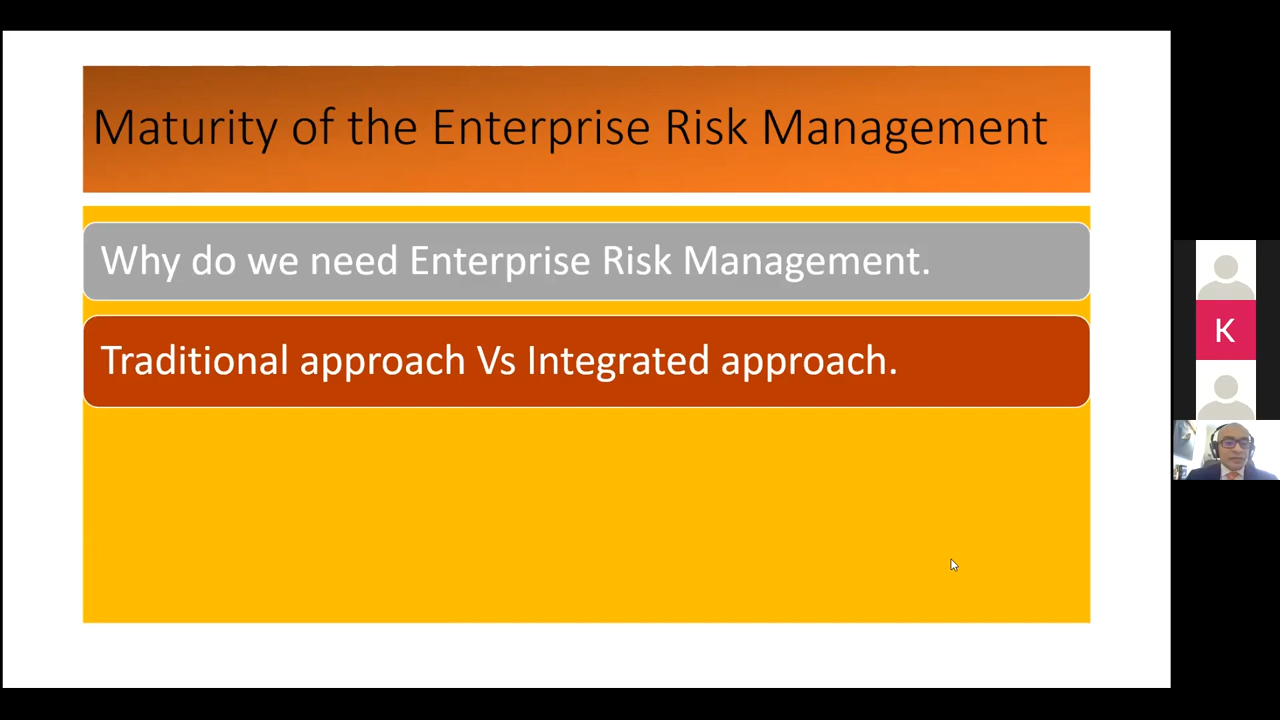 Maturity of the Enterprise Risk Management
Why do we need Enterprise Risk Management.
Traditional approach Vs Integrated approach.
K